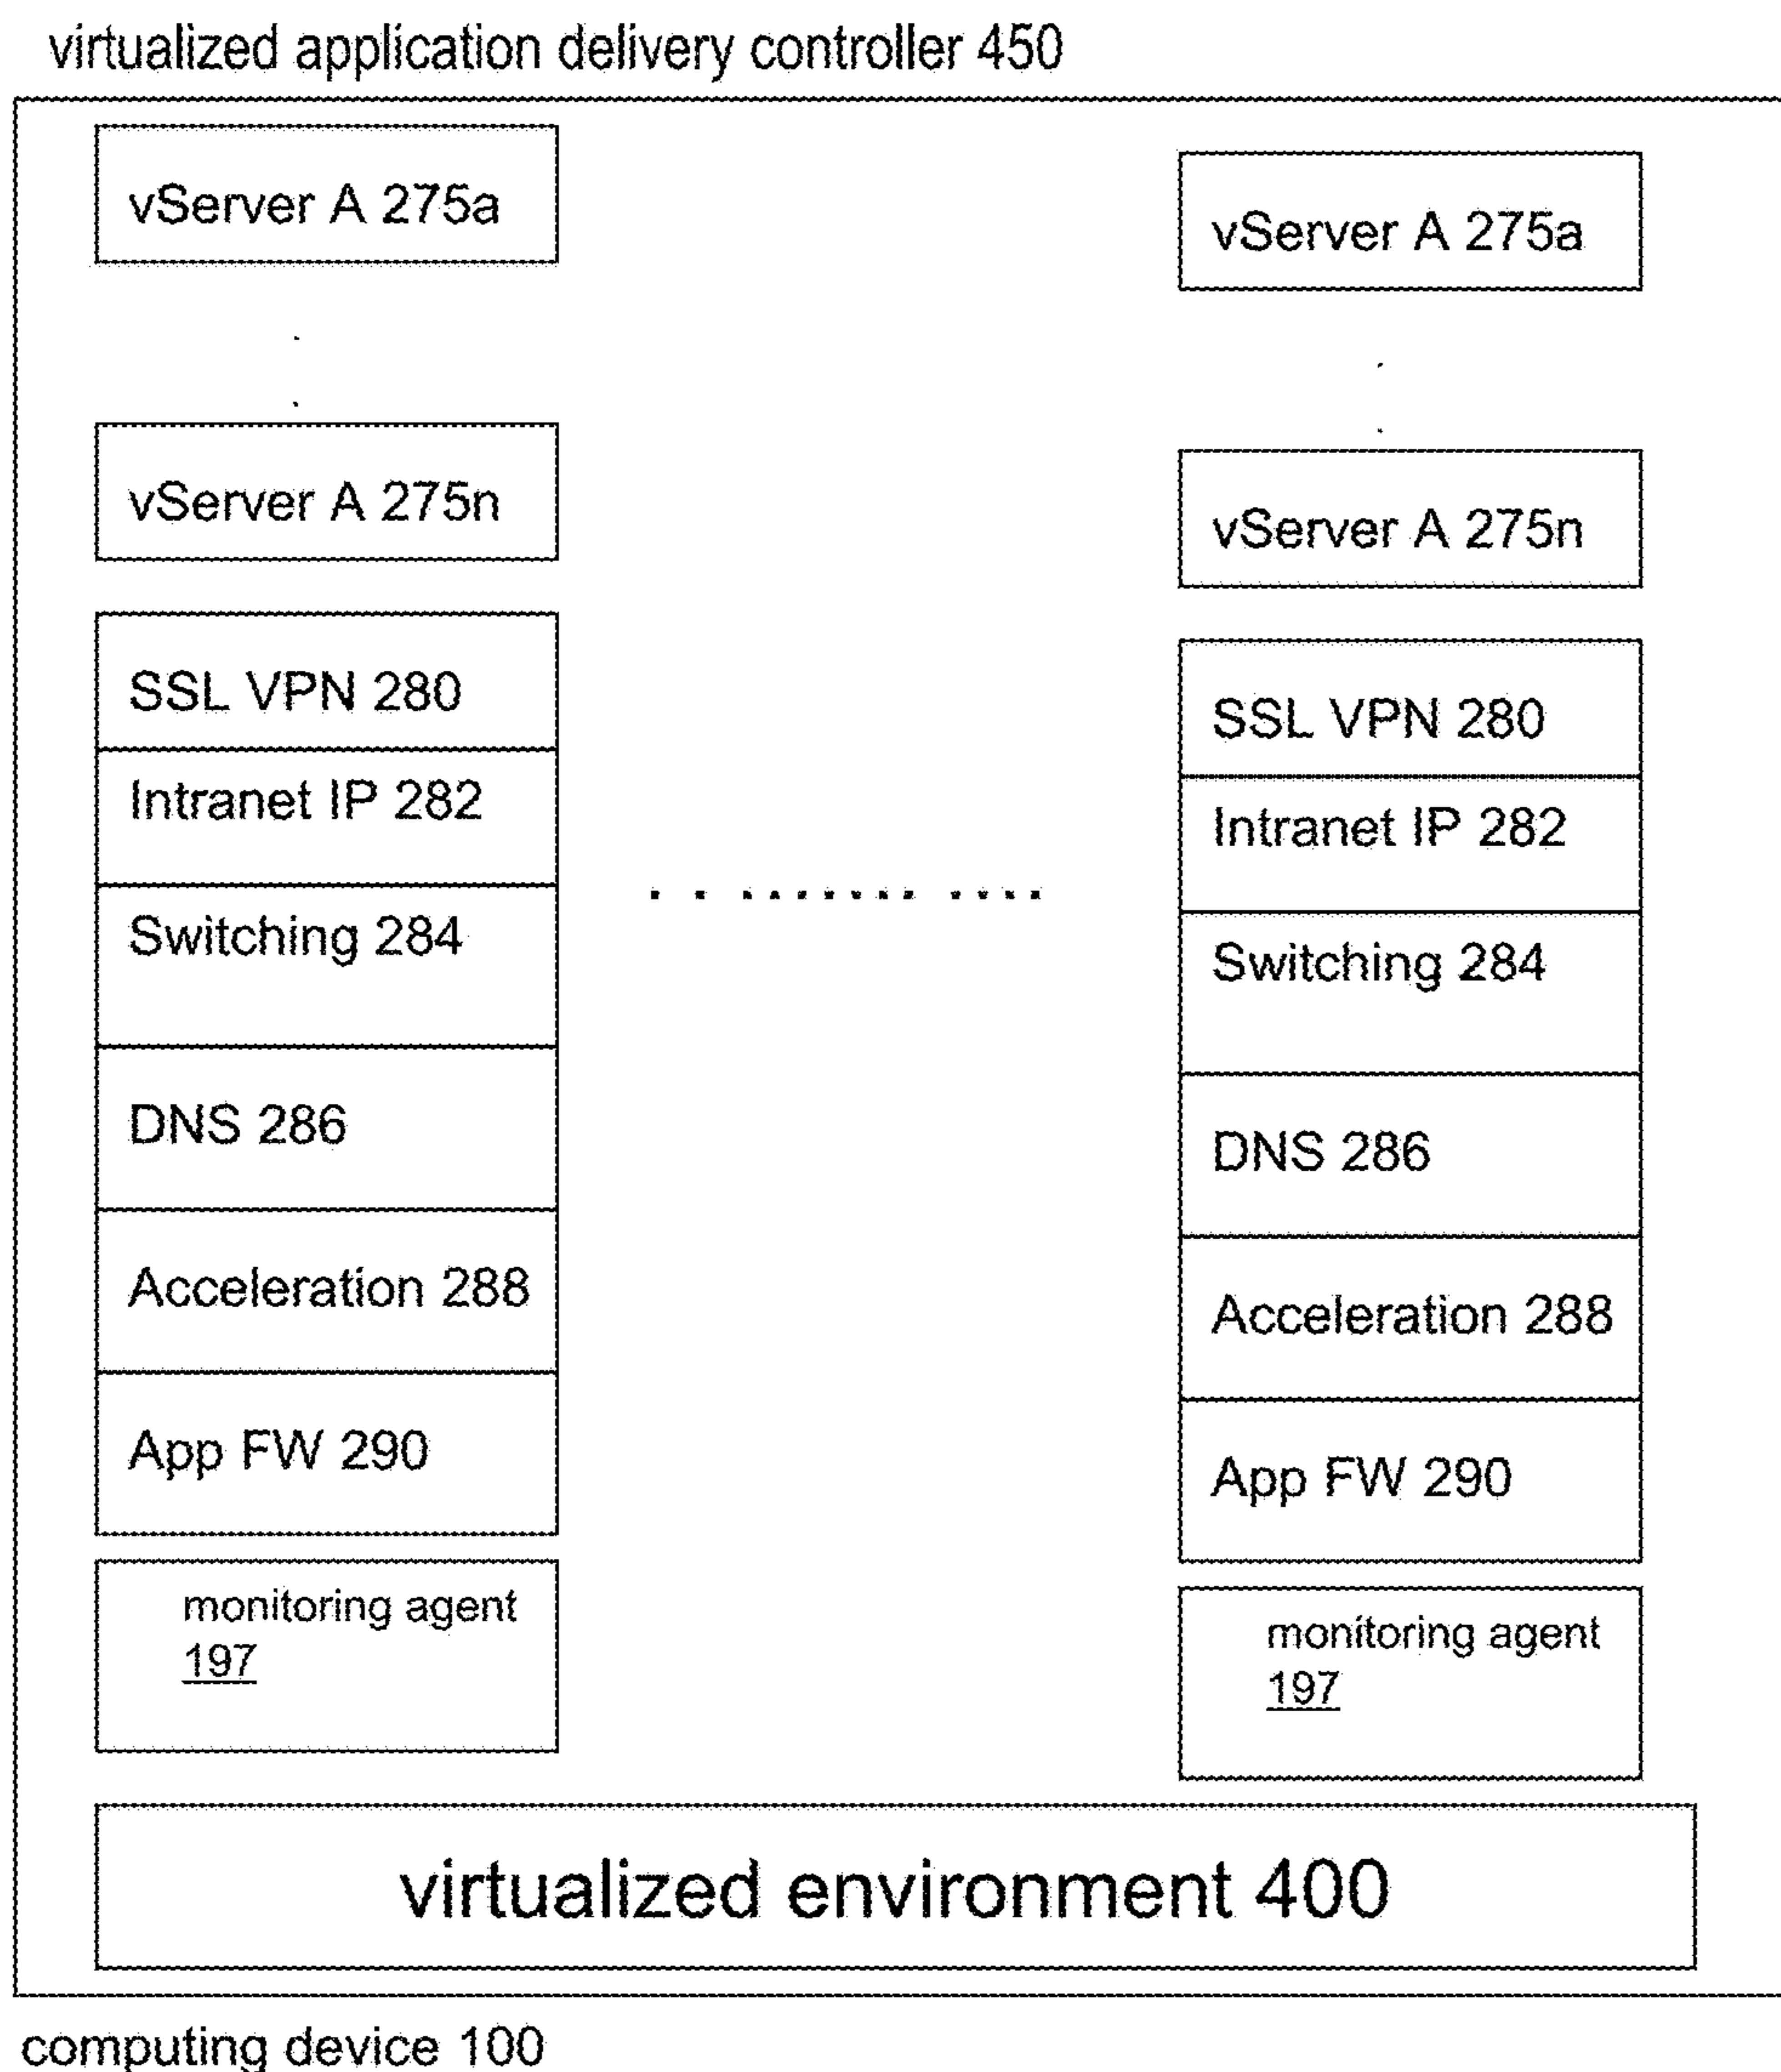 virtualized application delivery controller 450
vServer A 275a
vServer A 275n
SSL VPN 280
Intranet IP 282
Switching 284
DNS 286
Acceleration 288
App FW 290
monitoring agent
197
vServer A 275a
vServer A 275n
SSL VPN 280
Intranet IP 282
Switching 284
DNS 286
Acceleration 288
App FW 290
monitoring agent
197
virtualized environment 400
computing device 100